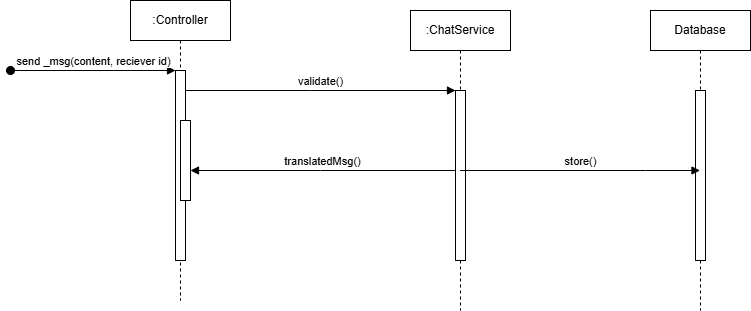 :Controller
:ChatService
Database
send _msg(content, reciever id)
validate()
translatedMsg()
store()